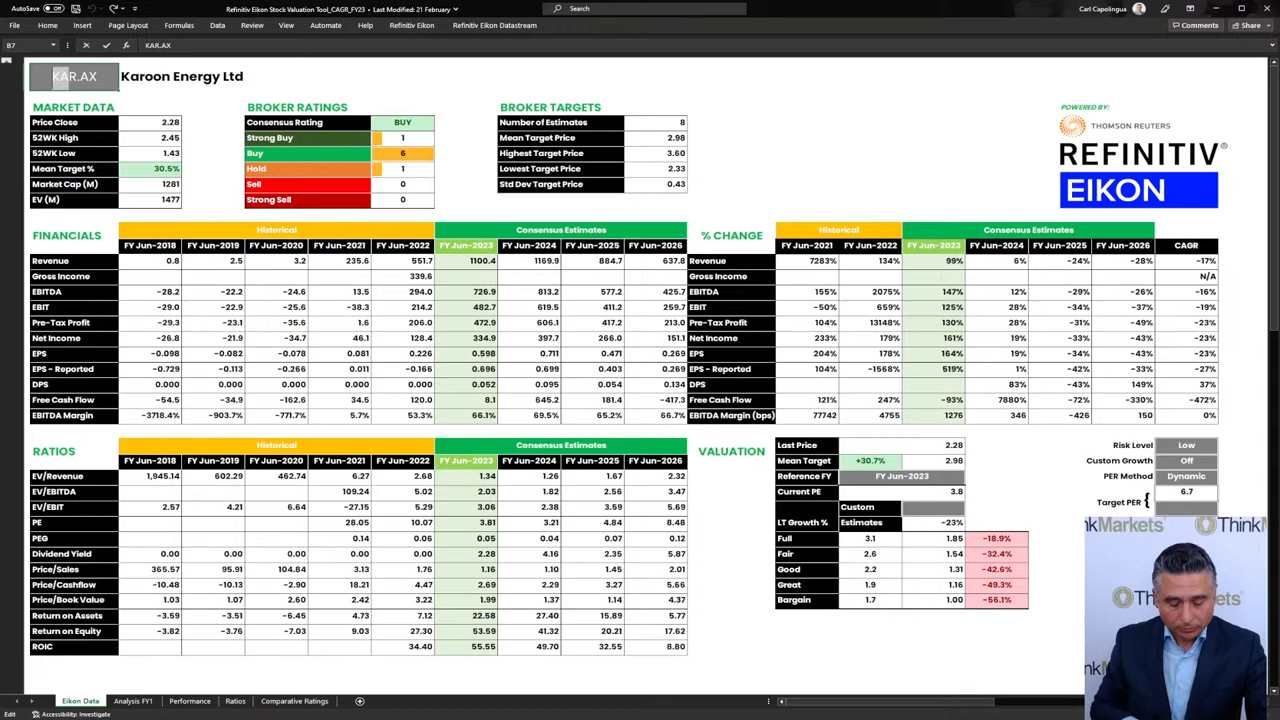 AutoSave Off Refinitiv Eikon Stock Valuation Tool_CAGR_FY23 • Last Modified: 21 February Search Carl Capolingua
File Home Insert Page Layout Formulas Data Review View Automate Help Refinitiv Eikon Refinitiv Eikon Datastream Comments Share
B7 KAR.AX
KAR.AX Karoon Energy Ltd
MARKET DATA BROKER RATINGS BROKER TARGETS POWERED BY:
Price Close 2.28 Consensus Rating BUY Number of Estimates 8 THOMSON REUTERS
52WK High 2.45 Strong Buy 1 Mean Target Price 2.98
52WK Low 1.43 Buy 6 Highest Target Price 3.60 REFINITIV®
Mean Target % 30.5% Hold 1 Lowest Target Price 2.33
Market Cap (M) 1281 Sell 0 Std Dev Target Price 0.43 EIKON
EV (M) 1477 Strong Sell 0
FINANCIALS Historical Consensus Estimates % CHANGE Historical Consensus Estimates
FY Jun-2018 FY Jun-2019 FY Jun-2020 FY Jun-2021 FY Jun-2022 FY Jun-2023 FY Jun-2024 FY Jun-2025 FY Jun-2026 FY Jun-2021 FY Jun-2022 FY Jun-2023 FY Jun-2024 FY Jun-2025 FY Jun-2026 CAGR
Revenue 0.8 2.5 3.2 235.6 551.7 1100.4 1169.9 884.7 637.8 Revenue 7283% 134% 99% 6% -24% -28% -17%
Gross Income 339.6 Gross Income N/A
EBITDA -28.2 -22.2 -24.6 13.5 294.0 726.9 813.2 577.2 425.7 EBITDA 155% 2075% 147% 12% -29% -26% -16%
EBIT -29.0 -22.9 -25.6 -38.3 214.2 482.7 619.5 411.2 259.7 EBIT -50% 659% 125% 28% -34% -37% -19%
Pre-Tax Profit -29.3 -23.1 -35.6 1.6 206.0 472.9 606.1 417.2 213.0 Pre-Tax Profit 104% 13148% 130% 28% -31% -49% -23%
Net Income -26.8 -21.9 -34.7 46.1 128.4 334.9 397.7 266.0 151.1 Net Income 233% 179% 161% 19% -33% -43% -23%
EPS -0.098 -0.082 -0.078 0.081 0.226 0.598 0.711 0.471 0.269 EPS 204% 178% 164% 19% -34% -43% -23%
EPS - Reported -0.729 -0.113 -0.266 0.011 -0.166 0.696 0.699 0.403 0.269 EPS - Reported 104% -1568% 519% 1% -42% -33% -27%
DPS 0.000 0.000 0.000 0.000 0.000 0.052 0.095 0.054 0.134 DPS 83% -43% 149% 37%
Free Cash Flow -54.5 -34.9 -162.6 34.5 120.0 8.1 645.2 181.4 -417.3 Free Cash Flow 121% 247% -93% 7880% -72% -330% -472%
EBITDA Margin -3718.4% -903.7% -771.7% 5.7% 53.3% 66.1% 69.5% 65.2% 66.7% EBITDA Margin (bps) 77742 4755 1276 346 -426 150 0%
RATIOS Historical Consensus Estimates VALUATION Last Price 2.28 Risk Level Low
FY Jun-2018 FY Jun-2019 FY Jun-2020 FY Jun-2021 FY Jun-2022 FY Jun-2023 FY Jun-2024 FY Jun-2025 FY Jun-2026 Mean Target +30.7% 2.98 Custom Growth Off
EV/Revenue 1,945.14 602.29 462.74 6.27 2.68 1.34 1.26 1.67 2.32 Reference FY FY Jun-2023 PER Method Dynamic
EV/EBITDA 109.24 5.02 2.03 1.82 2.56 3.47 Current PE 3.8 Target PER { 6.7
EV/EBIT 2.57 4.21 6.64 -27.15 5.29 3.06 2.38 3.59 5.69 Custom
PE 28.05 10.07 3.81 3.21 4.84 8.48 LT Growth % Estimates -23%
PEG 0.14 0.06 0.05 0.04 0.07 0.12 Full 3.1 1.85 -18.9%
Dividend Yield 0.00 0.00 0.00 0.00 0.00 2.28 4.16 2.35 5.87 Fair 2.6 1.54 -32.4%
Price/Sales 365.57 95.91 104.84 3.13 1.76 1.16 1.10 1.45 2.01 Good 2.2 1.31 -42.6%
Price/Cashflow -10.48 -10.13 -2.90 18.21 4.47 2.69 2.29 3.27 5.66 Great 1.9 1.16 -49.3%
Price/Book Value 1.03 1.07 2.60 2.42 3.22 1.99 1.37 1.14 4.37 Bargain 1.7 1.00 -56.1%
Return on Assets -3.59 -3.51 -6.45 4.73 7.12 22.58 27.40 15.89 5.77
Return on Equity -3.82 -3.76 -7.03 9.03 27.30 53.59 41.32 20.21 17.62
ROIC 34.40 55.55 49.70 32.55 8.80
nkMarkets Think
Markets
Eikon Data Analysis FY1 Performance Ratios Comparative Ratings
Edit Accessibility: Investigate